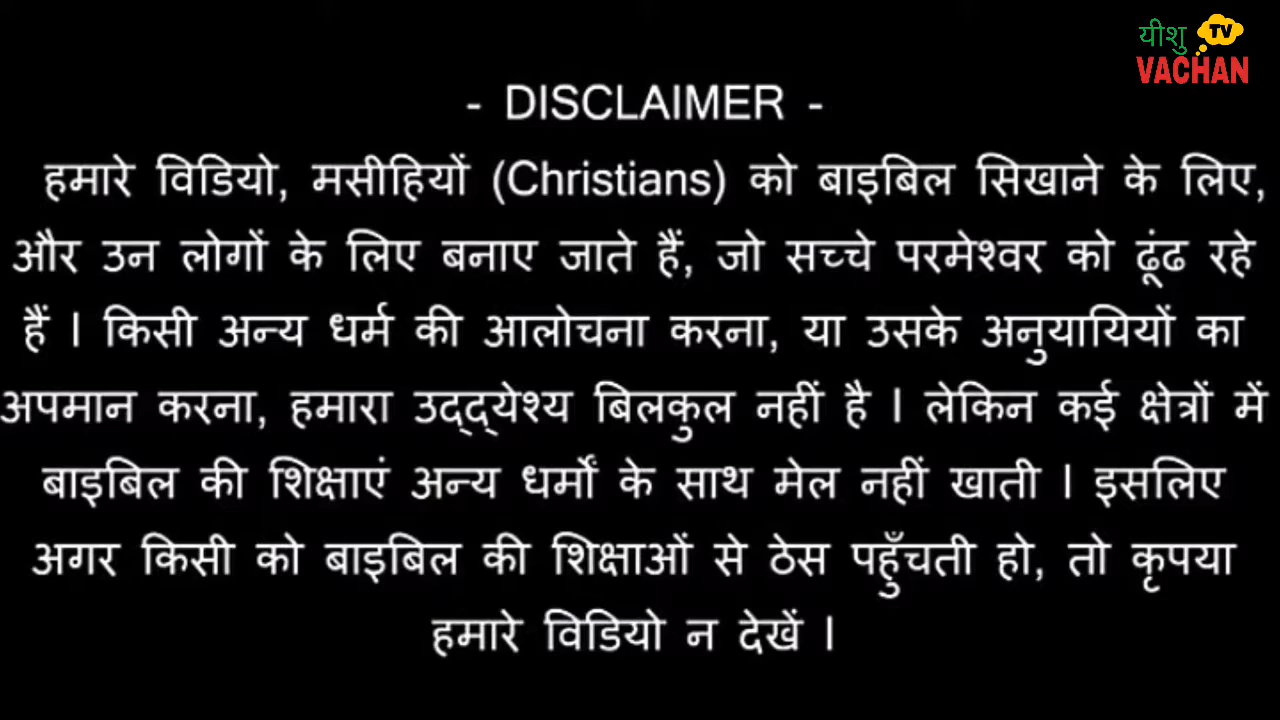 यीशु TV
VACHAN
- DISCLAIMER -
हमारे विडियो, मसीहियों (Christians) को बाइबिल सिखाने के लिए,
और उन लोगों के लिए बनाए जाते हैं, जो सच्चे परमेश्वर को ढूंढ रहे
हैं । किसी अन्य धर्म की आलोचना करना, या उसके अनुयायियों का
अपमान करना, हमारा उद्द्येश्य बिलकुल नहीं है । लेकिन कई क्षेत्रों में
बाइबिल की शिक्षाएं अन्य धर्मों के साथ मेल नहीं खाती । इसलिए
अगर किसी को बाइबिल की शिक्षाओं से ठेस पहुँचती हो, तो कृपया
हमारे विडियो न देखें ।